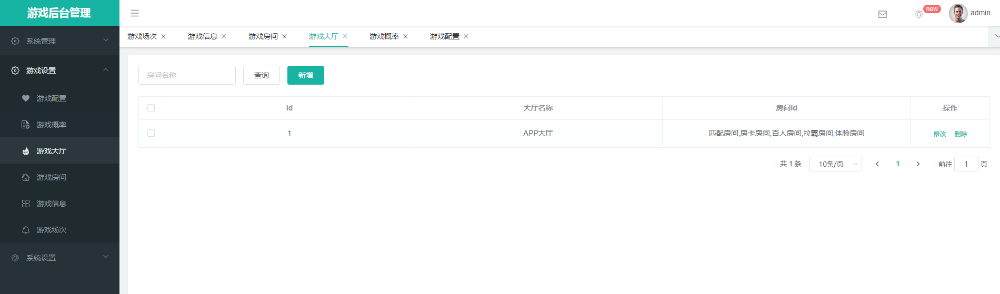 游戏后台管理
new
admin
系统管理
游戏设置
游戏配置
游戏概率
游戏大厅
游戏房间
游戏信息
游戏场次
系统设置
游戏场次 游戏信息 游戏房间 游戏大厅 游戏概率 游戏配置
房间名称 查询 新增
id 大厅名称 房间id 操作
1 APP大厅 匹配房间,房卡房间,百人房间,拉霸房间,体验房间 修改 删除
共 1 条 10条/页 1 前往 1 页